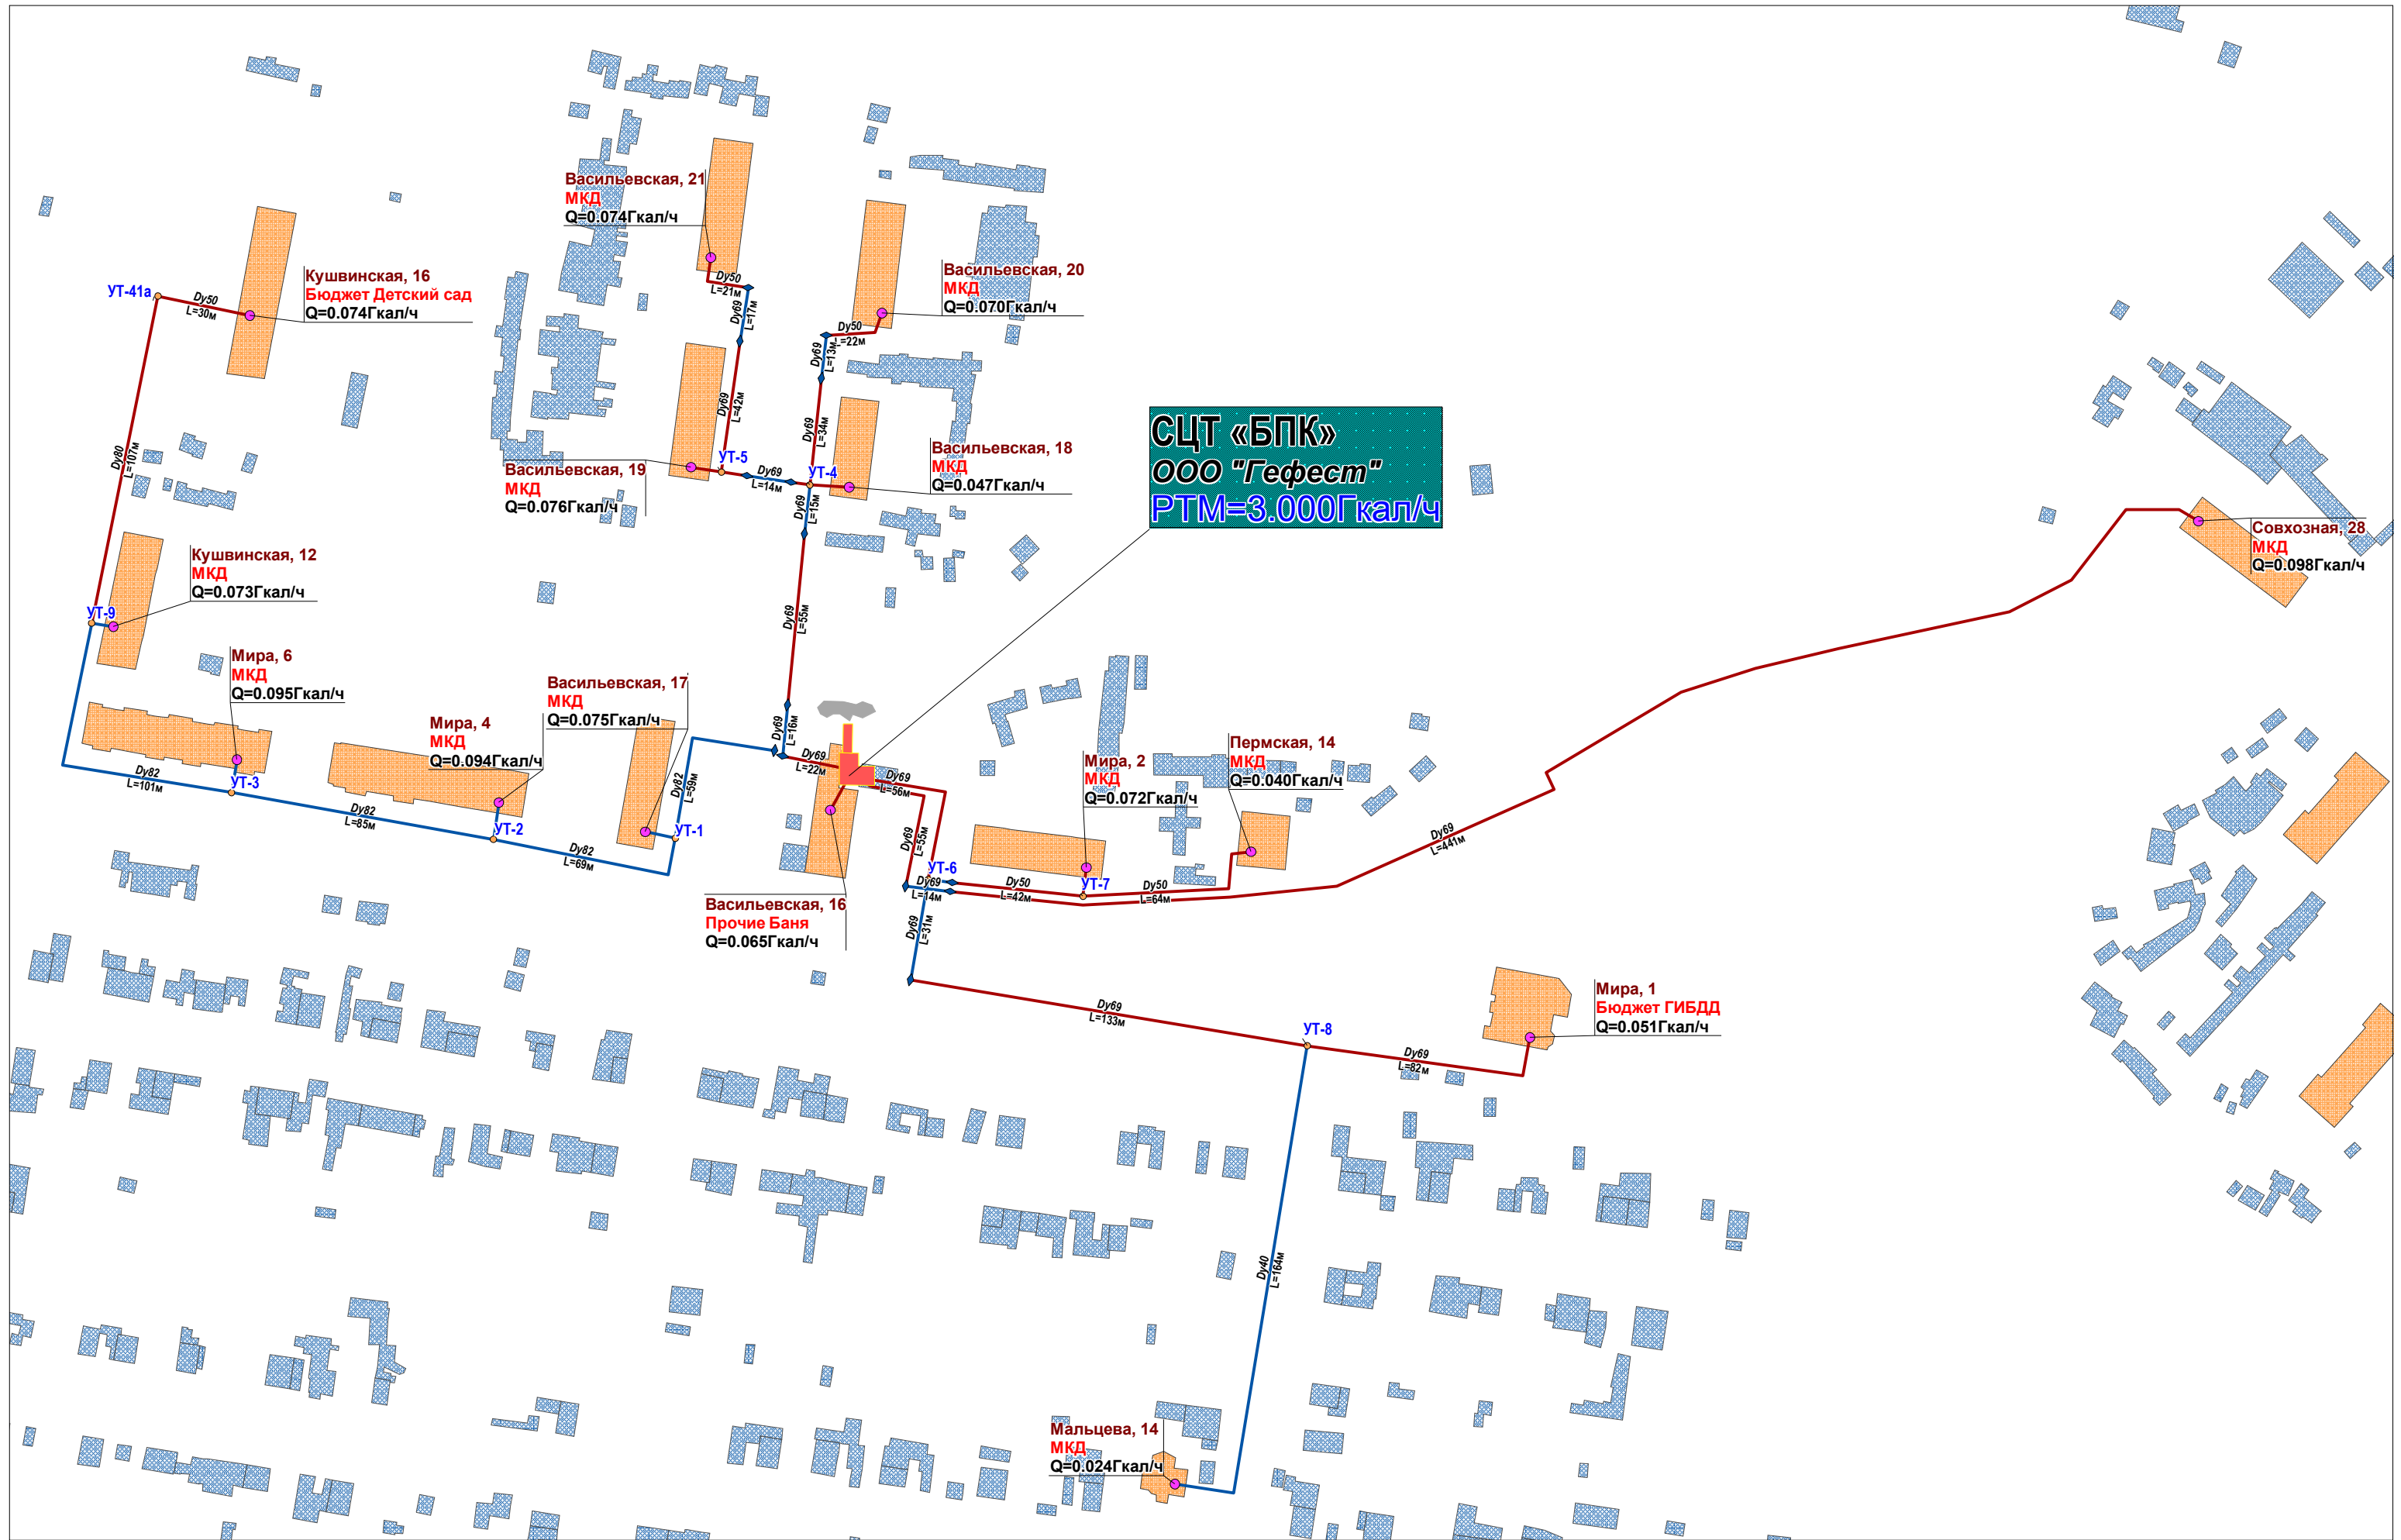 Васильевская, 21
МКД
Q=0.074Гкал/ч
Кушвинская, 16
Бюджет Детский сад
Q=0.074Гкал/ч
УТ-41а
Dy50
L=30м
Dy50
L=21м
Dy69
L=17м
Васильевская, 20
МКД
Q=0.070Гкал/ч
Dy50
L=22м
Dy69
L=13м
Dy69
L=42м
Dy69
L=34м
Dy80
L=107м
СЦТ «БПК»
ООО "Гефест"
РТМ=3.000Гкал/ч
Васильевская, 18
МКД
Q=0.047Гкал/ч
УТ-5
Dy69
L=14м
УТ-4
Васильевская, 19
МКД
Q=0.076Гкал/ч
Dy69
L=15м
Совхозная, 28
МКД
Q=0.098Гкал/ч
Кушвинская, 12
МКД
Q=0.073Гкал/ч
УТ-9
Dy69
L=55м
Мира, 6
МКД
Q=0.095Гкал/ч
Васильевская, 17
МКД
Q=0.075Гкал/ч
Мира, 4
МКД
Q=0.094Гкал/ч
Dy69
L=16м
Dy69
L=22м
Dy69
L=56м
Мира, 2
МКД
Q=0.072Гкал/ч
Пермская, 14
МКД
Q=0.040Гкал/ч
Dy82
L=101м
УТ-3
Dy82
L=85м
УТ-2
Dy82
L=69м
Dy82
L=59м
УТ-1
Dy69
L=55м
Dy69
L=441м
УТ-6
Dy69
L=14м
Dy50
L=42м
УТ-7
Dy50
L=64м
Васильевская, 16
Прочие Баня
Q=0.065Гкал/ч
Dy69
L=31м
Dy69
L=133м
УТ-8
Dy69
L=82м
Мира, 1
Бюджет ГИБДД
Q=0.051Гкал/ч
Dy40
L=164м
Мальцева, 14
МКД
Q=0.024Гкал/ч